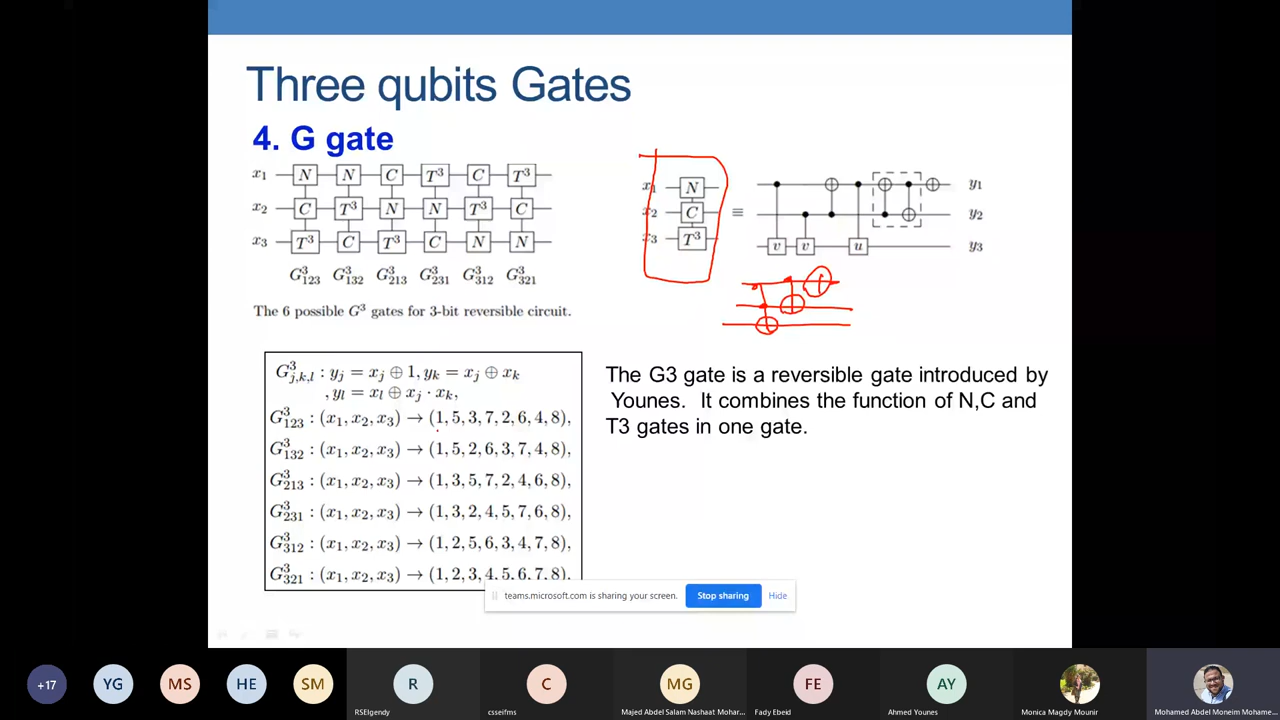 Three qubits Gates
4. G gate
x₁ N N C T³ C T³
x₂ C T³ N N T³ C
x₃ T³ C T³ C N N
G³₁₂₃ G³₁₃₂ G³₂₁₃ G³₂₃₁ G³₃₁₂ G³₃₂₁
The 6 possible G³ gates for 3-bit reversible circuit.
x₁ N y₁
x₂ C ≡ y₂
x₃ T³ v v u y₃
G³ⱼ,ₖ,ₗ : yⱼ = xⱼ ⊕ 1, yₖ = xⱼ ⊕ xₖ
, yₗ = xₗ ⊕ xⱼ · xₖ,
G³₁₂₃ : (x₁, x₂, x₃) → (1, 5, 3, 7, 2, 6, 4, 8),
G³₁₃₂ : (x₁, x₂, x₃) → (1, 5, 2, 6, 3, 7, 4, 8),
G³₂₁₃ : (x₁, x₂, x₃) → (1, 3, 5, 7, 2, 4, 6, 8),
G³₂₃₁ : (x₁, x₂, x₃) → (1, 3, 2, 4, 5, 7, 6, 8),
G³₃₁₂ : (x₁, x₂, x₃) → (1, 2, 5, 6, 3, 4, 7, 8),
G³₃₂₁ : (x₁, x₂, x₃) → (1, 2, 3, 4, 5, 6, 7, 8).
The G3 gate is a reversible gate introduced by
Younes. It combines the function of N,C and
T3 gates in one gate.
teams.microsoft.com is sharing your screen. Stop sharing Hide
+17 YG MS HE SM R C MG FE AY
RSElgendy csseifms Majed Abdel Salam Nashaat Mohar... Fady Ebeid Ahmed Younes Monica Magdy Mounir Mohamed Abdel Moneim Mohame...